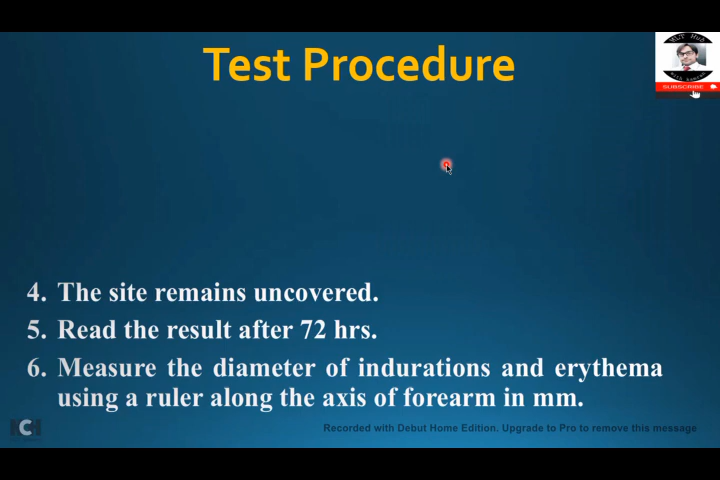 Test Procedure
SUBSCRIBE
4. The site remains uncovered.
5. Read the result after 72 hrs.
6. Measure the diameter of indurations and erythema
using a ruler along the axis of forearm in mm.
Recorded with Debut Home Edition. Upgrade to Pro to remove this message